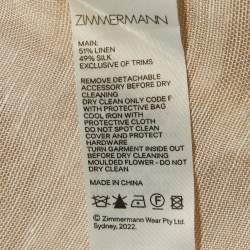 ZIMMERMANN
MAIN:
51% LINEN
49% SILK
EXCLUSIVE OF TRIMS
REMOVE DETACHABLE
ACCESSORY BEFORE DRY
CLEANING
DRY CLEAN ONLY CODE F
WITH PROTECTIVE BAG
COOL IRON WITH
PROTECTIVE CLOTH
DO NOT SPOT CLEAN
COVER AND PROTECT
HARDWARE
TURN GARMENT INSIDE OUT
BEFORE DRY CLEANING
MOULDED FLOWER - DO NOT
DRY CLEAN
MADE IN CHINA
© Zimmermann Wear Pty Ltd.
Sydney, 2022.